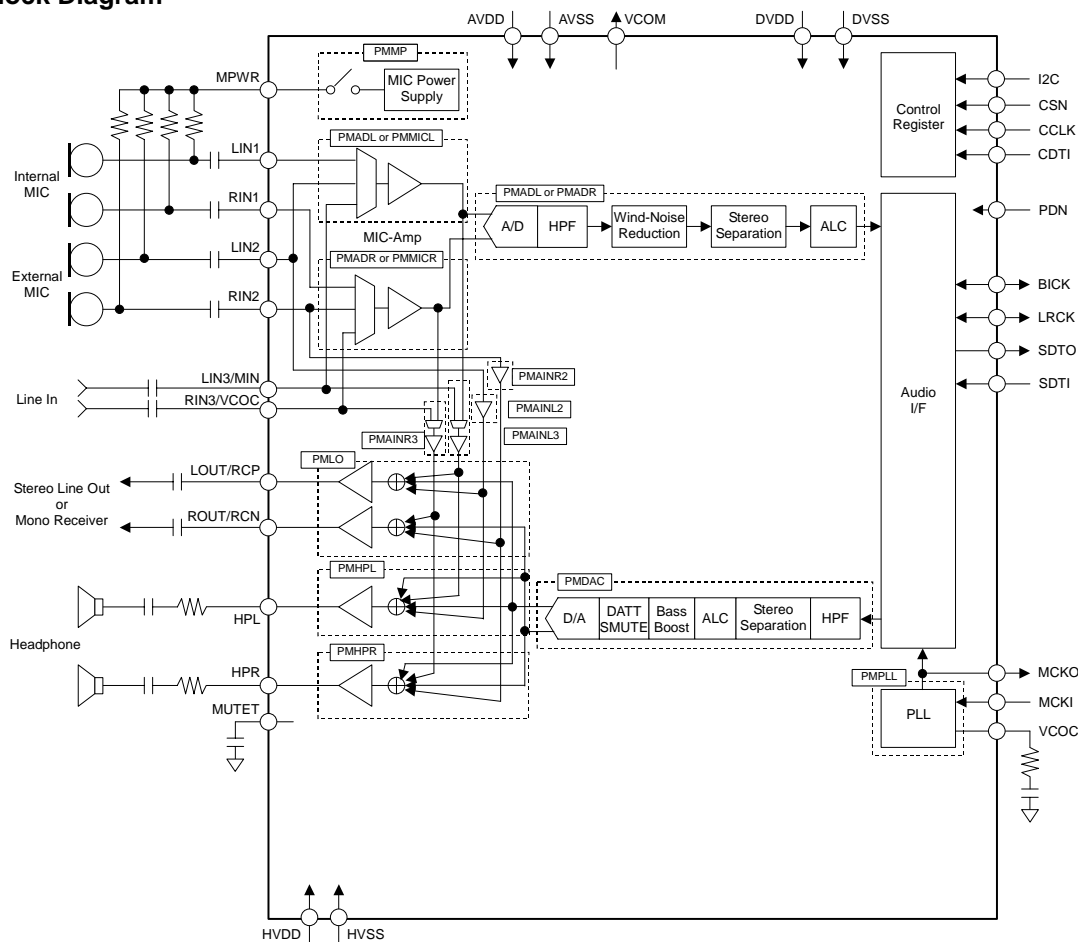 lock Diagram
AVDD
AVSS
VCOM
DVDD
DVSS
PMMP
MPWR
MIC Power
Supply
Control
Register
I2C
CSN
CCLK
CDTI
PMADL or PMMICL
LIN1
Internal
MIC
RIN1
PMADL or PMADR
A/D
HPF
Wind-Noise
Reduction
Stereo
Separation
ALC
PDN
MIC-Amp
LIN2
PMADR or PMMICR
External
MIC
RIN2
BICK
LRCK
SDTO
SDTI
Audio
I/F
LIN3/MIN
Line In
RIN3/VCOC
PMAINR2
PMAINL2
PMAINR3
PMAINL3
PMLO
LOUT/RCP
Stereo Line Out
or
Mono Receiver
ROUT/RCN
PMHPL
HPL
PMDAC
D/A
DATT
SMUTE
Bass
Boost
ALC
Stereo
Separation
HPF
Headphone
PMHPR
HPR
MUTET
PMPLL
PLL
MCKO
MCKI
VCOC
HVDD
HVSS